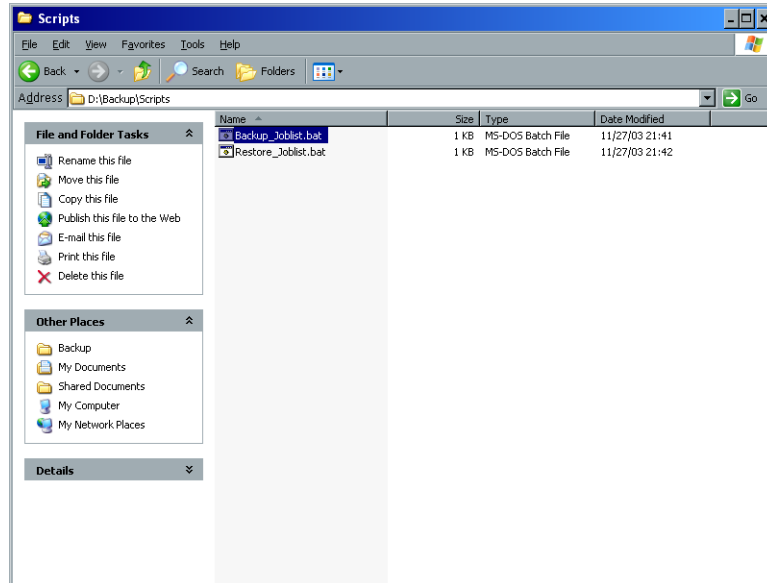 Scripts
File Edit View Favorites Tools Help
Back Search Folders
Address D:\Backup\Scripts Go
File and Folder Tasks
Rename this file
Move this file
Copy this file
Publish this file to the Web
E-mail this file
Print this file
Delete this file
Other Places
Backup
My Documents
Shared Documents
My Computer
My Network Places
Details
Name Size Type Date Modified
Backup_Joblist.bat 1 KB MS-DOS Batch File 11/27/03 21:41
Restore_Joblist.bat 1 KB MS-DOS Batch File 11/27/03 21:42